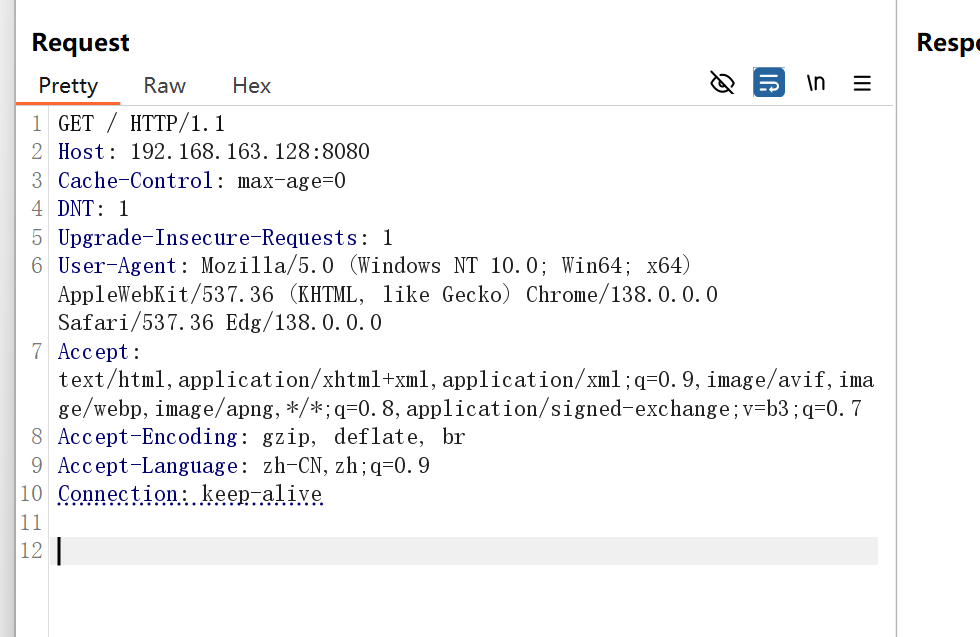 Request
Respo
Pretty Raw Hex \n
1 GET / HTTP/1.1
2 Host: 192.168.163.128:8080
3 Cache-Control: max-age=0
4 DNT: 1
5 Upgrade-Insecure-Requests: 1
6 User-Agent: Mozilla/5.0 (Windows NT 10.0; Win64; x64)
AppleWebKit/537.36 (KHTML, like Gecko) Chrome/138.0.0.0
Safari/537.36 Edg/138.0.0.0
7 Accept:
text/html,application/xhtml+xml,application/xml;q=0.9,image/avif,ima
ge/webp,image/apng,*/*;q=0.8,application/signed-exchange;v=b3;q=0.7
8 Accept-Encoding: gzip, deflate, br
9 Accept-Language: zh-CN,zh;q=0.9
10 Connection: keep-alive
11
12